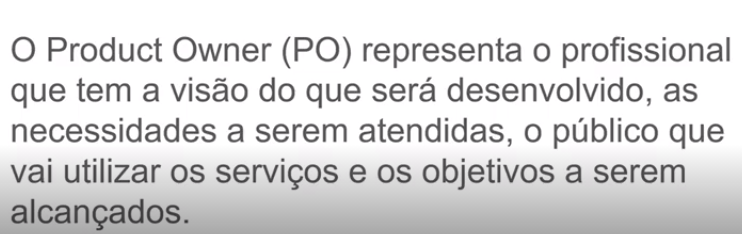 O Product Owner (PO) representa o profissional
que tem a visão do que será desenvolvido, as
necessidades a serem atendidas, o público que
vai utilizar os serviços e os objetivos a serem
alcançados.